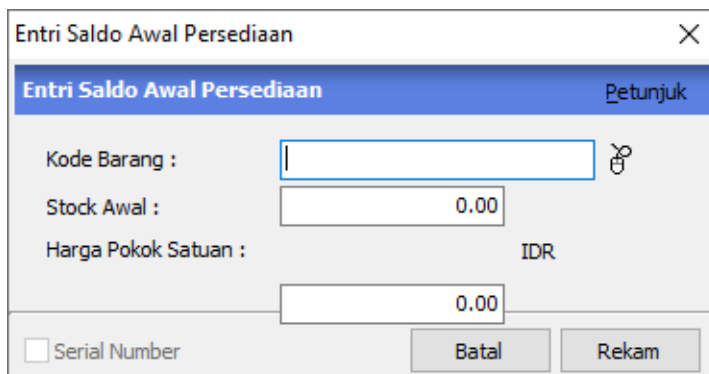 Entri Saldo Awal Persediaan
Entri Saldo Awal Persediaan Petunjuk
Kode Barang :
Stock Awal : 0.00
Harga Pokok Satuan : IDR
0.00
Serial Number Batal Rekam